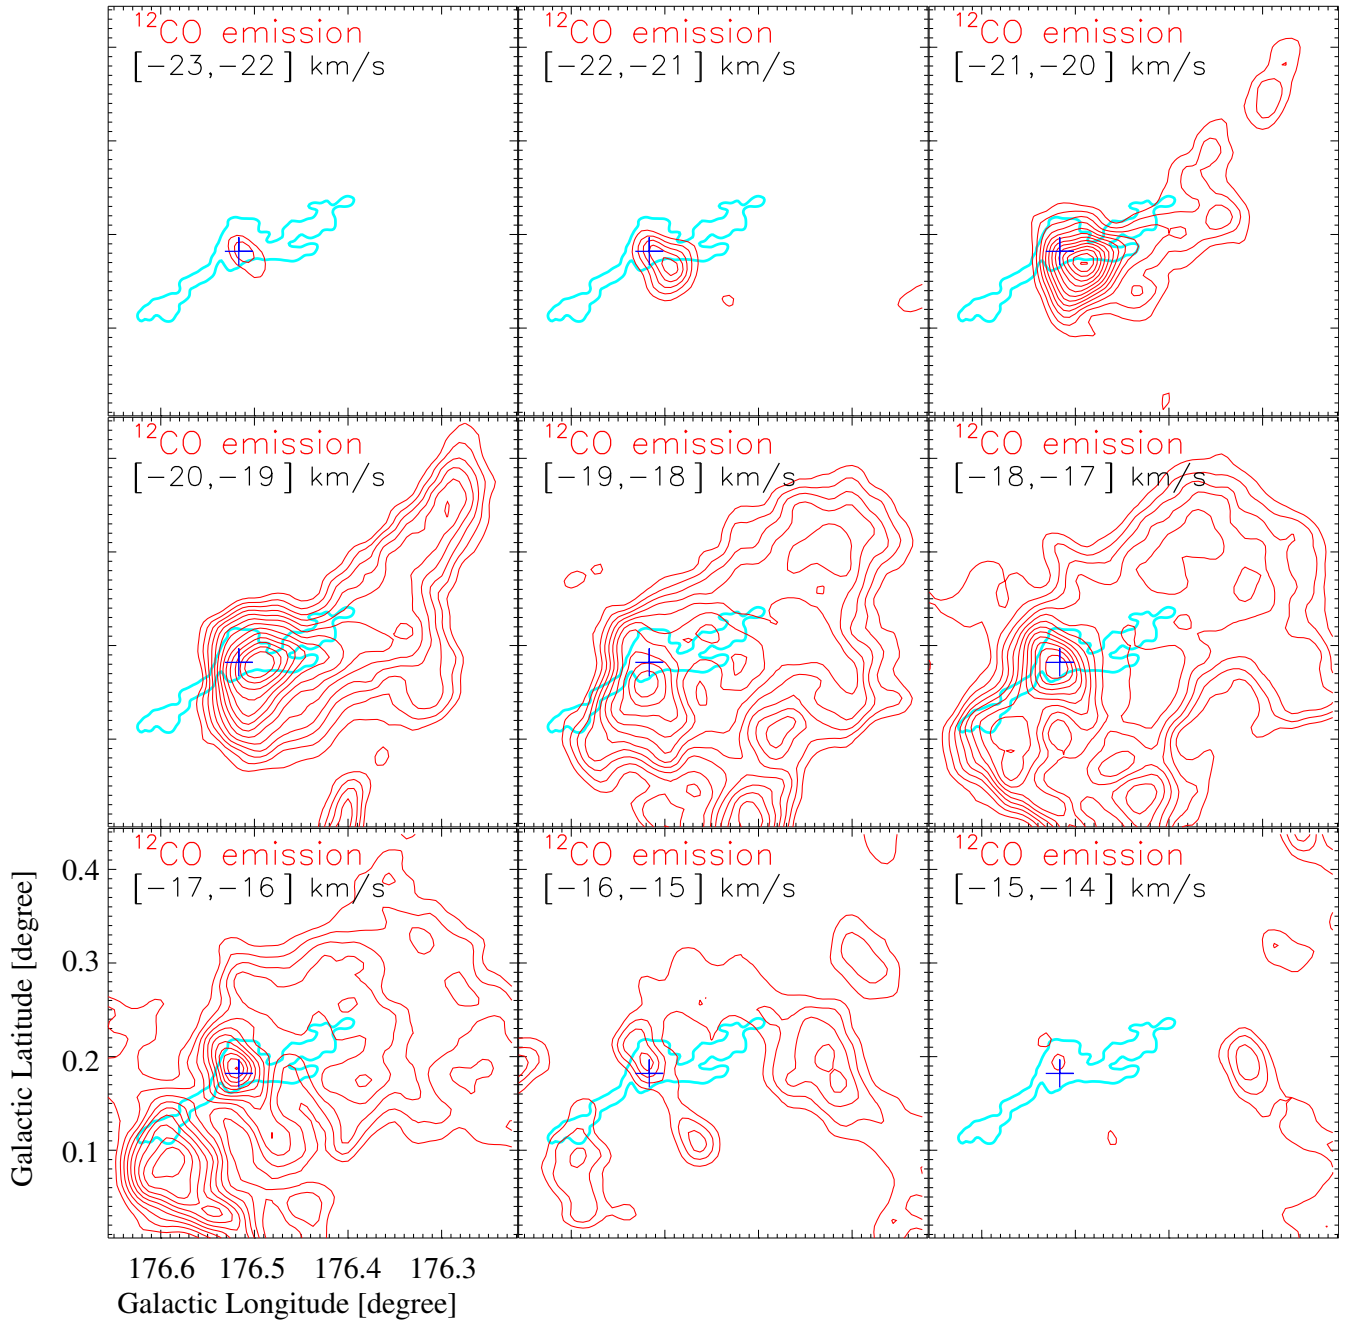 ¹²CO emission
[−23,−22] km/s
¹²CO emission
[−22,−21] km/s
¹²CO emission
[−21,−20] km/s
¹²CO emission
[−20,−19] km/s
¹²CO emission
[−19,−18] km/s
¹²CO emission
[−18,−17] km/s
¹²CO emission
[−17,−16] km/s
¹²CO emission
[−16,−15] km/s
¹²CO emission
[−15,−14] km/s
Galactic Latitude [degree]
0.4
0.3
0.2
0.1
176.6 176.5 176.4 176.3
Galactic Longitude [degree]